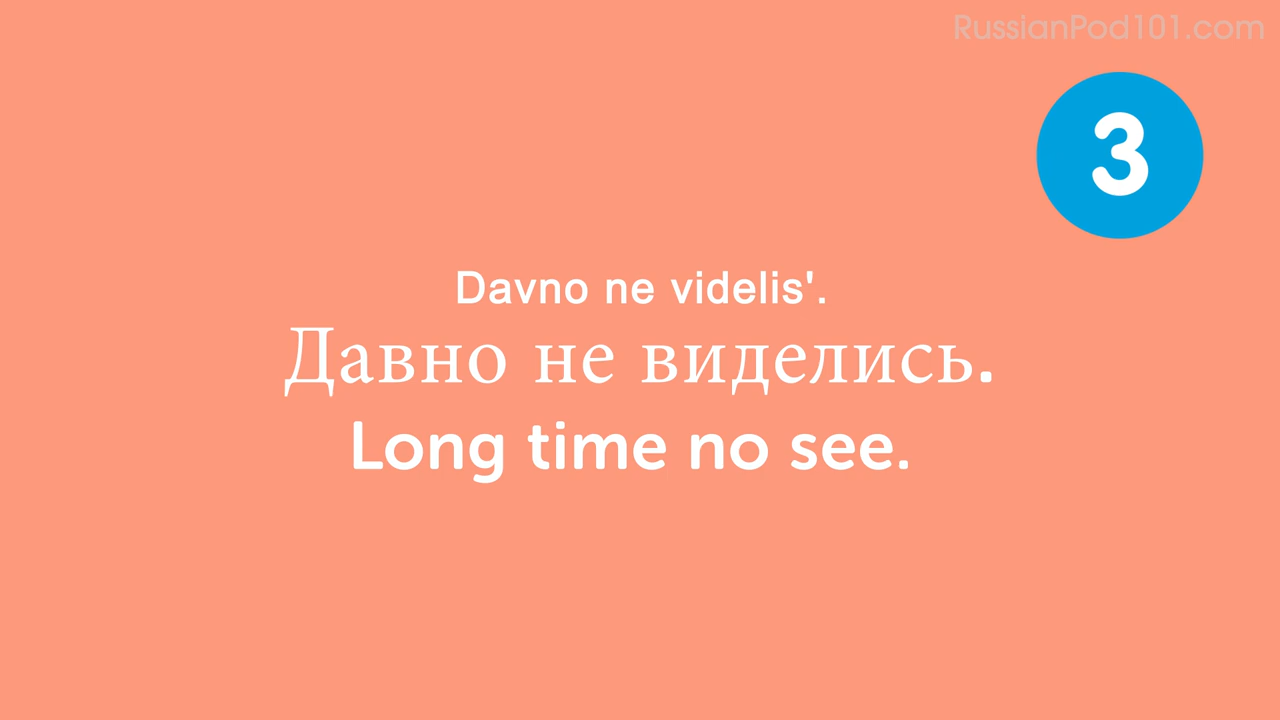 RussianPod101.com
3
Davno ne videlis'.
Давно не виделись.
Long time no see.